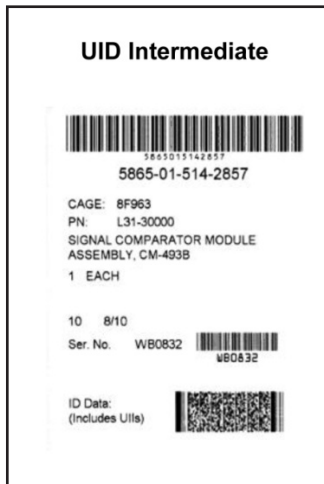 UID Intermediate
5865015142857
5865-01-514-2857
CAGE: 8F963
PN: L31-30000
SIGNAL COMPARATOR MODULE
ASSEMBLY, CM-493B
1 EACH
10 8/10
Ser. No. WB0832
WB0832
ID Data:
(Includes UIIs)